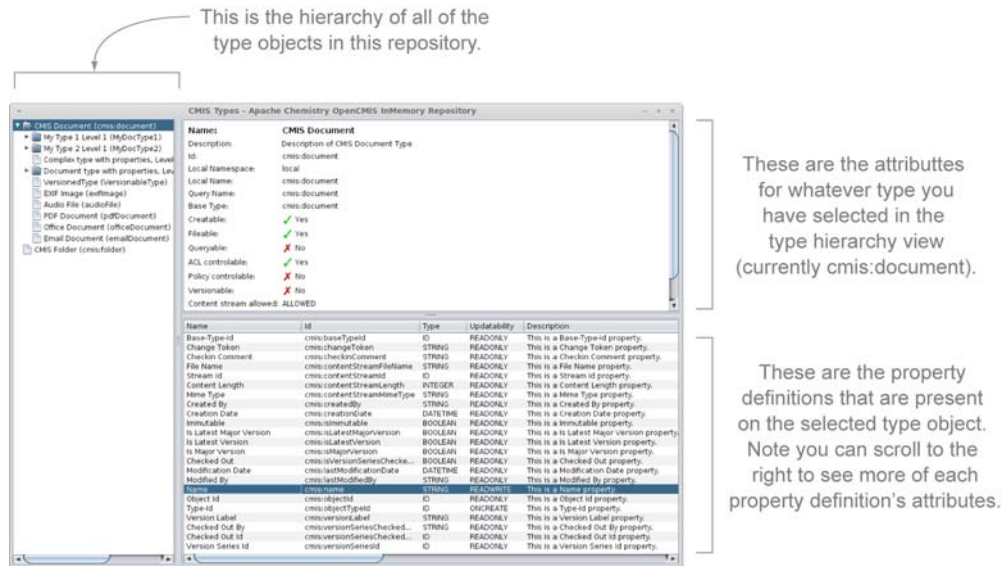 This is the hierarchy of all of the
type objects in this repository.
CMIS Types - Apache Chemistry OpenCMIS InMemory Repository
CMIS Document (cmis:document)
My Type 1 Level 1 (MyDocType1)
My Type 2 Level 1 (MyDocType2)
Complex type with properties, Level
Document type with properties, Lev
VersionedType (VersionableType)
EXIF Image (exifImage)
Audio File (audioFile)
PDF Document (pdfDocument)
Office Document (officeDocument)
Email Document (emailDocument)
CMIS Folder (cmis:folder)
Name: CMIS Document
Description: Description of CMIS Document Type
Id: cmis:document
Local Namespace: local
Local Name: cmis:document
Query Name: cmis:document
Base Type: cmis:document
Creatable: Yes
Fileable: Yes
Queryable: No
ACL controlable: Yes
Policy controlable: No
Versionable: No
Content stream allowed: ALLOWED
These are the attributtes
for whatever type you
have selected in the
type hierarchy view
(currently cmis:document).
Name Id Type Updatability Description
Base-Type-Id cmis:baseTypeId ID READONLY This is a Base-Type-Id property.
Change Token cmis:changeToken STRING READONLY This is a Change Token property.
Checkin Comment cmis:checkinComment STRING READONLY This is a Checkin Comment property.
File Name cmis:contentStreamFileName STRING READONLY This is a File Name property.
Stream Id cmis:contentStreamId ID READONLY This is a Stream Id property.
Content Length cmis:contentStreamLength INTEGER READONLY This is a Content Length property.
Mime Type cmis:contentStreamMimeType STRING READONLY This is a Mime Type property.
Created By cmis:createdBy STRING READONLY This is a Created By property.
Creation Date cmis:creationDate DATETIME READONLY This is a Creation Date property.
Immutable cmis:isImmutable BOOLEAN READONLY This is a Immutable property.
Is Latest Major Version cmis:isLatestMajorVersion BOOLEAN READONLY This is a Is Latest Major Version property.
Is Latest Version cmis:isLatestVersion BOOLEAN READONLY This is a Is Latest Version property.
Is Major Version cmis:isMajorVersion BOOLEAN READONLY This is a Is Major Version property.
Checked Out cmis:isVersionSeriesChecke... BOOLEAN READONLY This is a Checked Out property.
Modification Date cmis:lastModificationDate DATETIME READONLY This is a Modification Date property.
Modified By cmis:lastModifiedBy STRING READONLY This is a Modified By property.
Name cmis:name STRING READWRITE This is a Name property.
Object Id cmis:objectId ID READONLY This is a Object Id property.
Type-Id cmis:objectTypeId ID ONCREATE This is a Type-Id property.
Version Label cmis:versionLabel STRING READONLY This is a Version Label property.
Checked Out By cmis:versionSeriesChecked... STRING READONLY This is a Checked Out By property.
Checked Out Id cmis:versionSeriesChecked... ID READONLY This is a Checked Out Id property.
Version Series Id cmis:versionSeriesId ID READONLY This is a Version Series Id property.
These are the property
definitions that are present
on the selected type object.
Note you can scroll to the
right to see more of each
property definition's attributes.